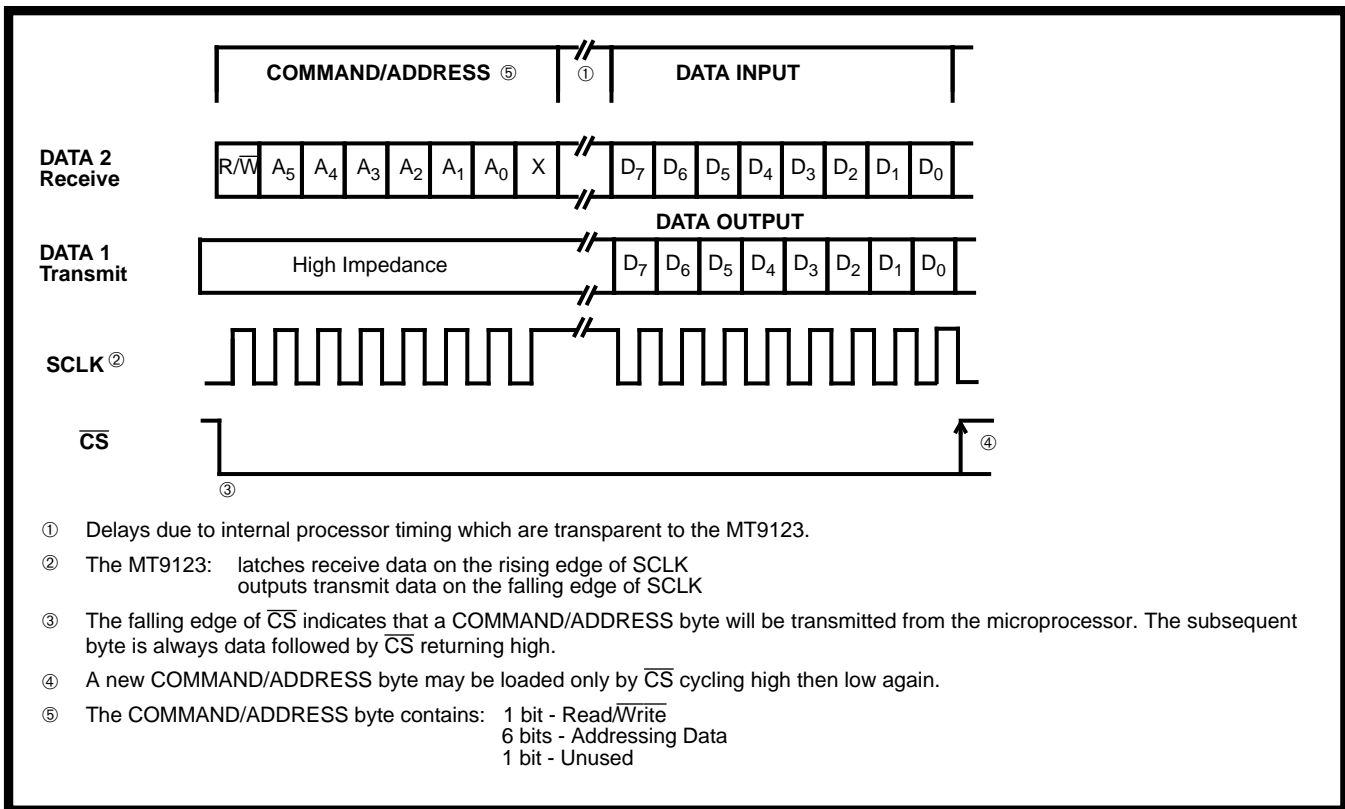 COMMAND/ADDRESS ⑤ ① DATA INPUT
DATA 2 Receive R/W̅ A5 A4 A3 A2 A1 A0 X D7 D6 D5 D4 D3 D2 D1 D0
DATA OUTPUT
DATA 1 Transmit High Impedance D7 D6 D5 D4 D3 D2 D1 D0
SCLK ②
C̅S̅ ④
③
① Delays due to internal processor timing which are transparent to the MT9123.
② The MT9123: latches receive data on the rising edge of SCLK
outputs transmit data on the falling edge of SCLK
③ The falling edge of C̅S̅ indicates that a COMMAND/ADDRESS byte will be transmitted from the microprocessor. The subsequent
byte is always data followed by C̅S̅ returning high.
④ A new COMMAND/ADDRESS byte may be loaded only by C̅S̅ cycling high then low again.
⑤ The COMMAND/ADDRESS byte contains: 1 bit - Read/W̅r̅i̅t̅e̅
6 bits - Addressing Data
1 bit - Unused